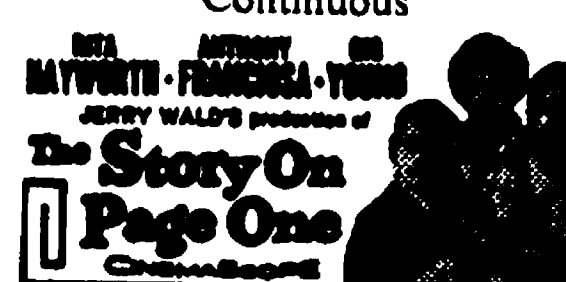 Continuous
RITA ANTHONY GIG
HAYWORTH · FRANCIOSA · YOUNG
JERRY WALD'S production of
The Story On
Page One
CINEMASCOPE